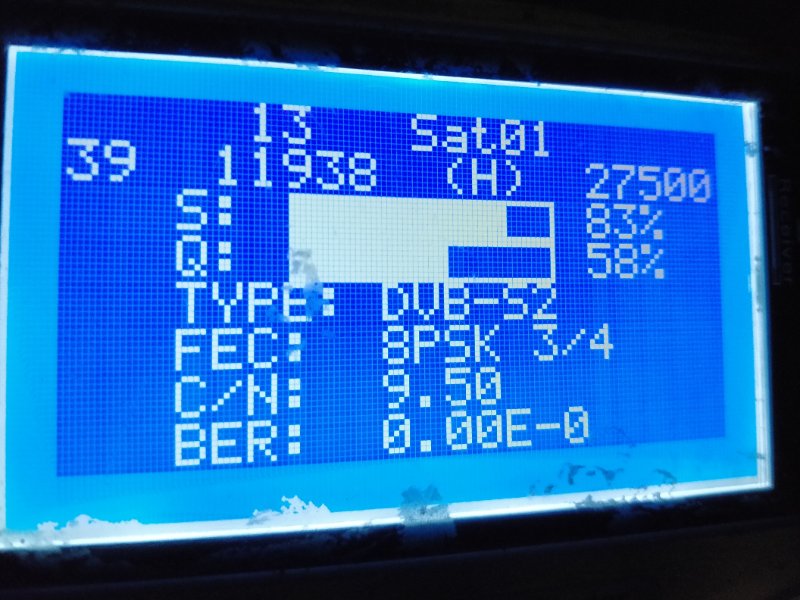 13 Sat01
39 11938 (H) 27500
S: 83%
Q: 58%
TYPE: DVB-S2
FEC: 8PSK 3/4
C/N: 9.50
BER: 0.00E-0
Receiver